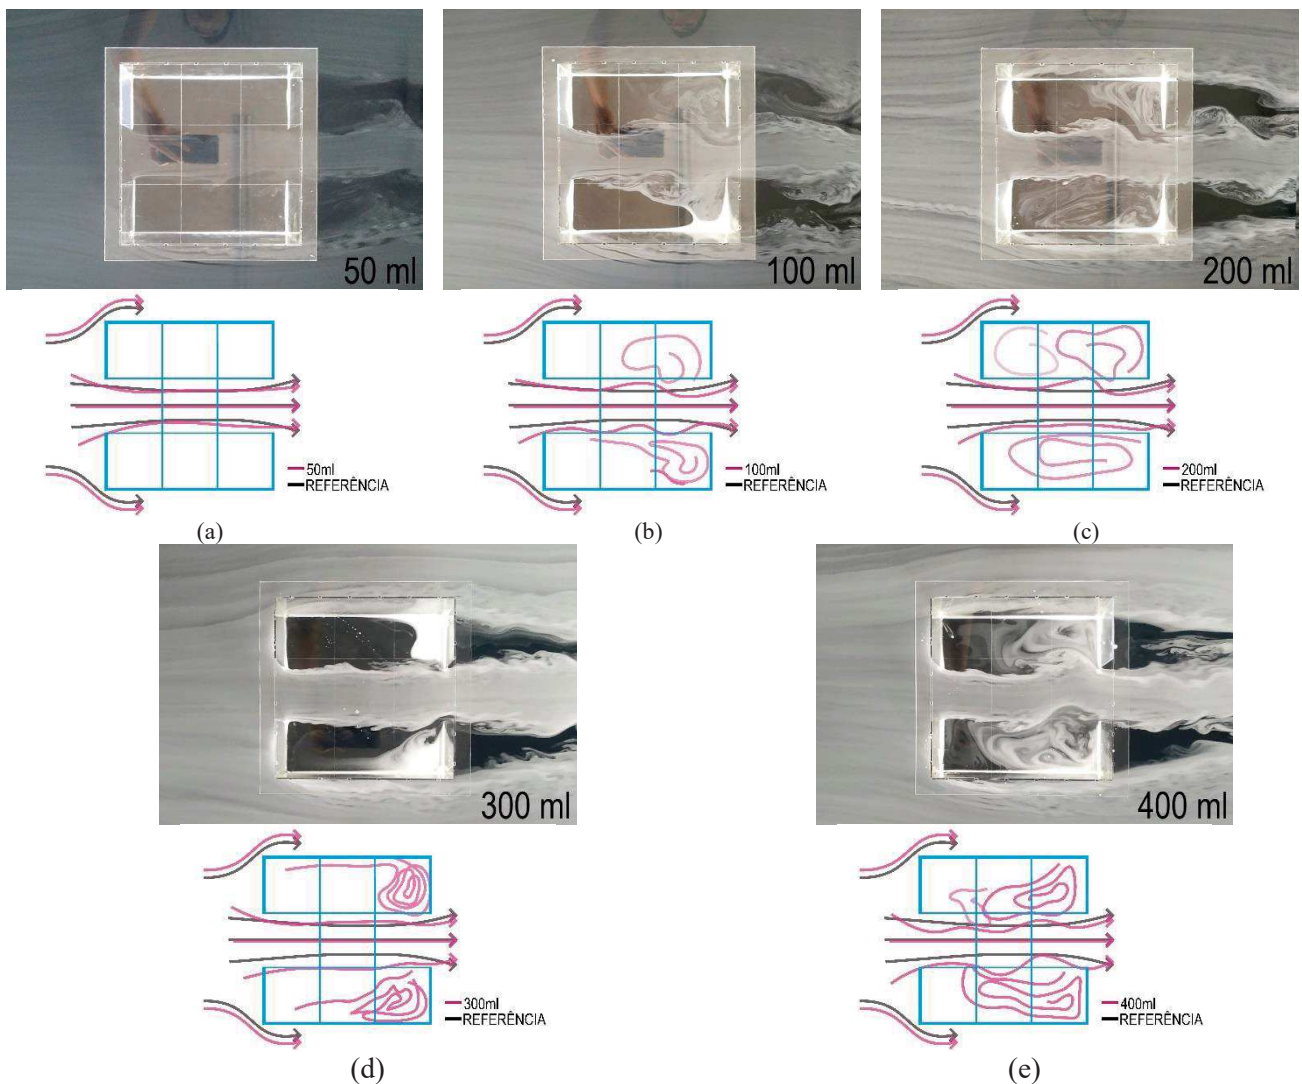 50 ml
100 ml
200 ml
50ml
REFERÊNCIA
100ml
REFERÊNCIA
200ml
REFERÊNCIA
(a)
(b)
(c)
300 ml
400 ml
300ml
REFERÊNCIA
400ml
REFERÊNCIA
(d)
(e)